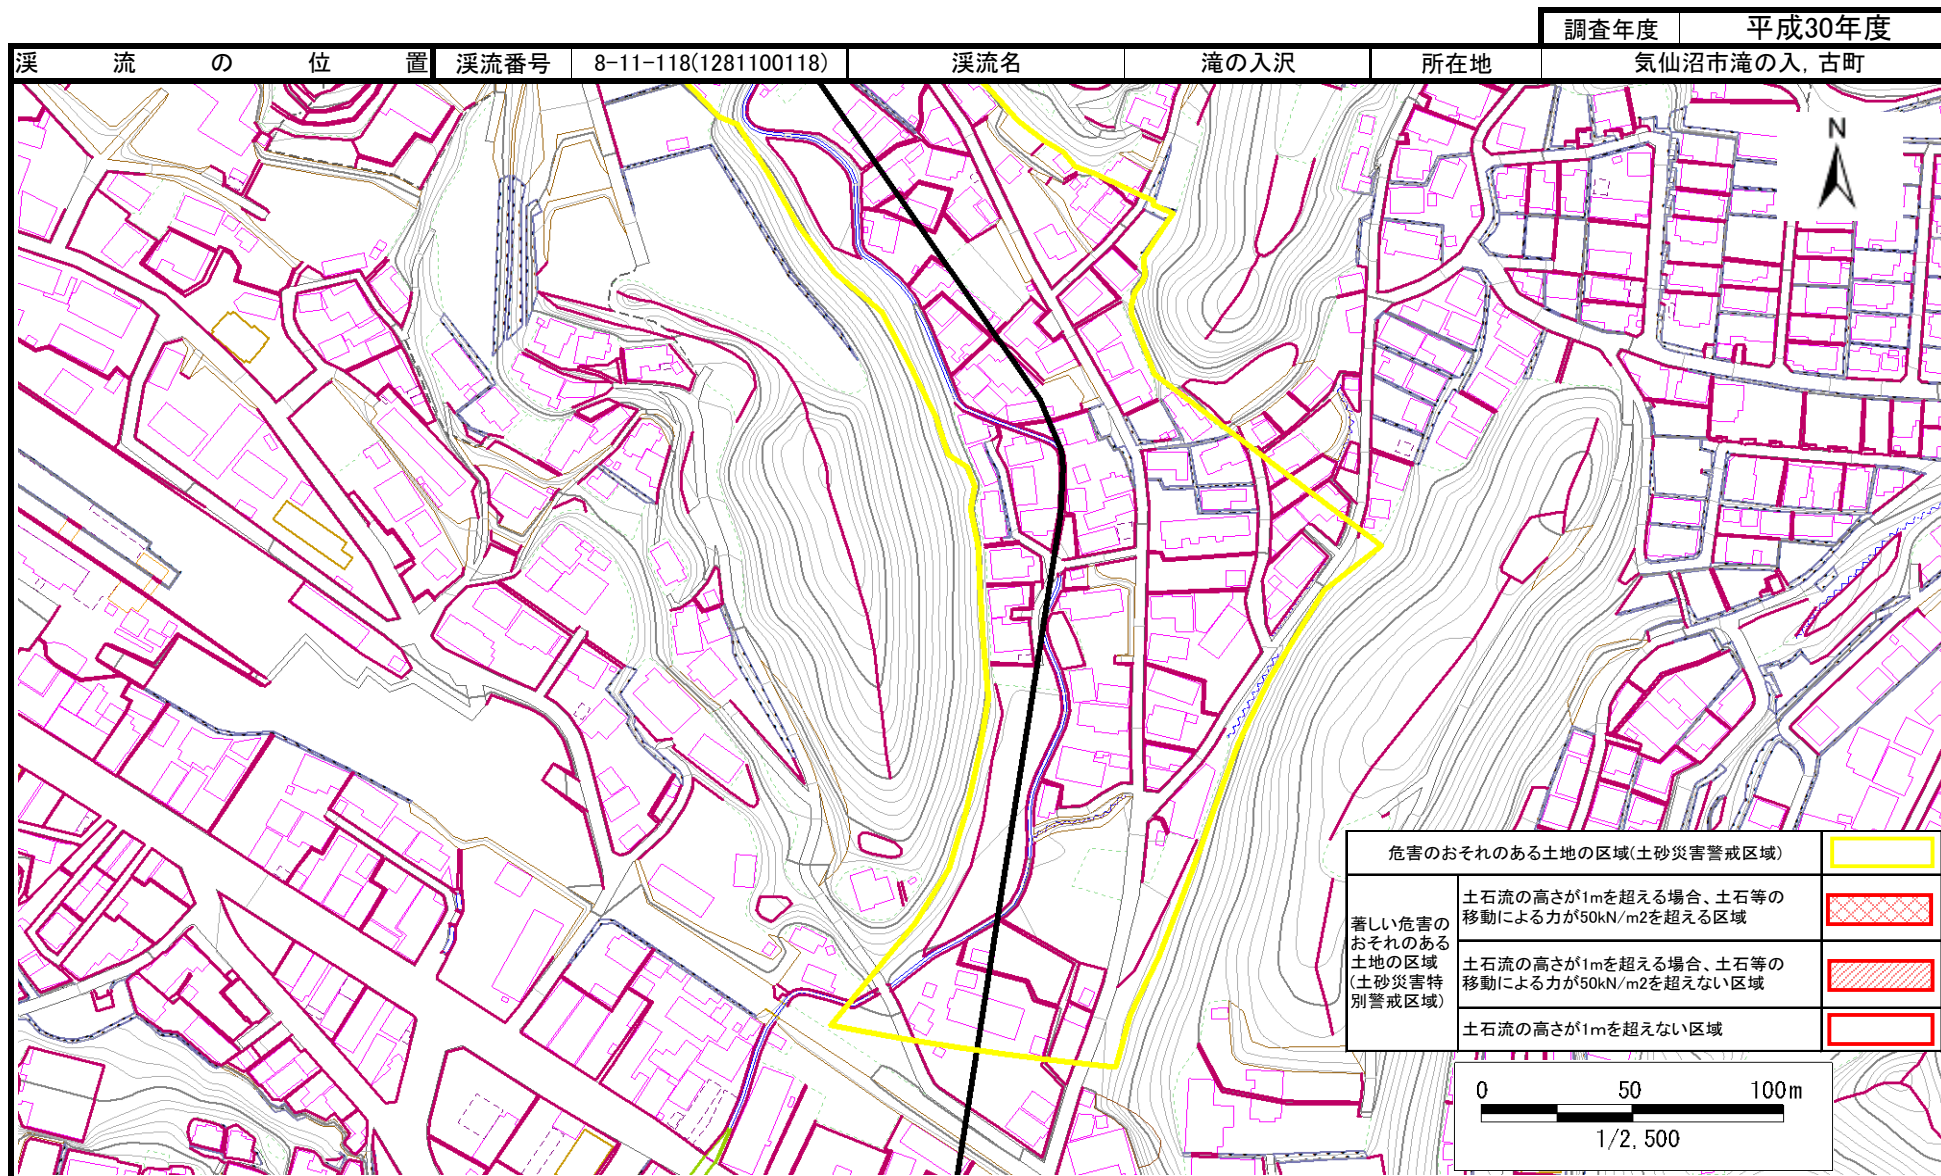 調査年度 平成30年度
渓流の位置 渓流番号 8-11-118(1281100118) 渓流名 滝の入沢 所在地 気仙沼市滝の入, 古町
N
危害のおそれのある土地の区域(土砂災害警戒区域)
著しい危害の
おそれのある
土地の区域
(土砂災害特
別警戒区域)
土石流の高さが1mを超える場合、土石等の
移動による力が50kN/m2を超える区域
土石流の高さが1mを超える場合、土石等の
移動による力が50kN/m2を超えない区域
土石流の高さが1mを超えない区域
0 50 100m
1/2,500